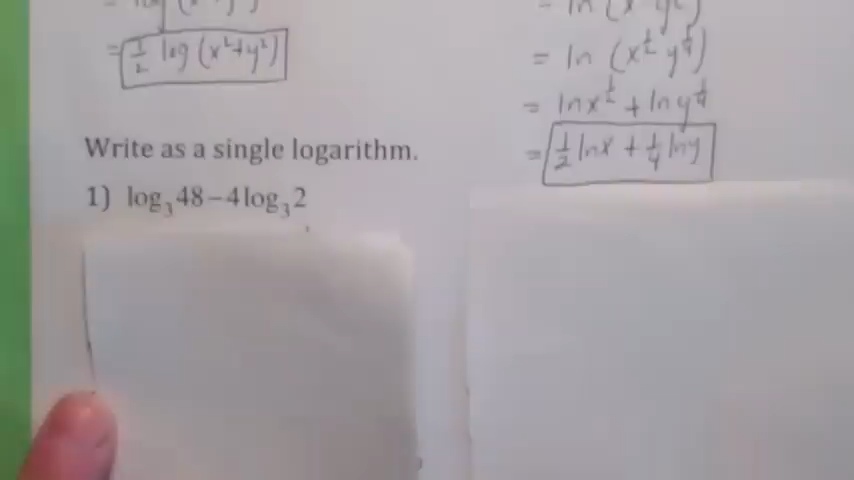 = ½ log (x²+y²)
Write as a single logarithm.
1) log₃48−4log₃2
= ln (x^½ y^¼)
= ln x^½ + ln y^¼
= ½ ln x + ¼ ln y